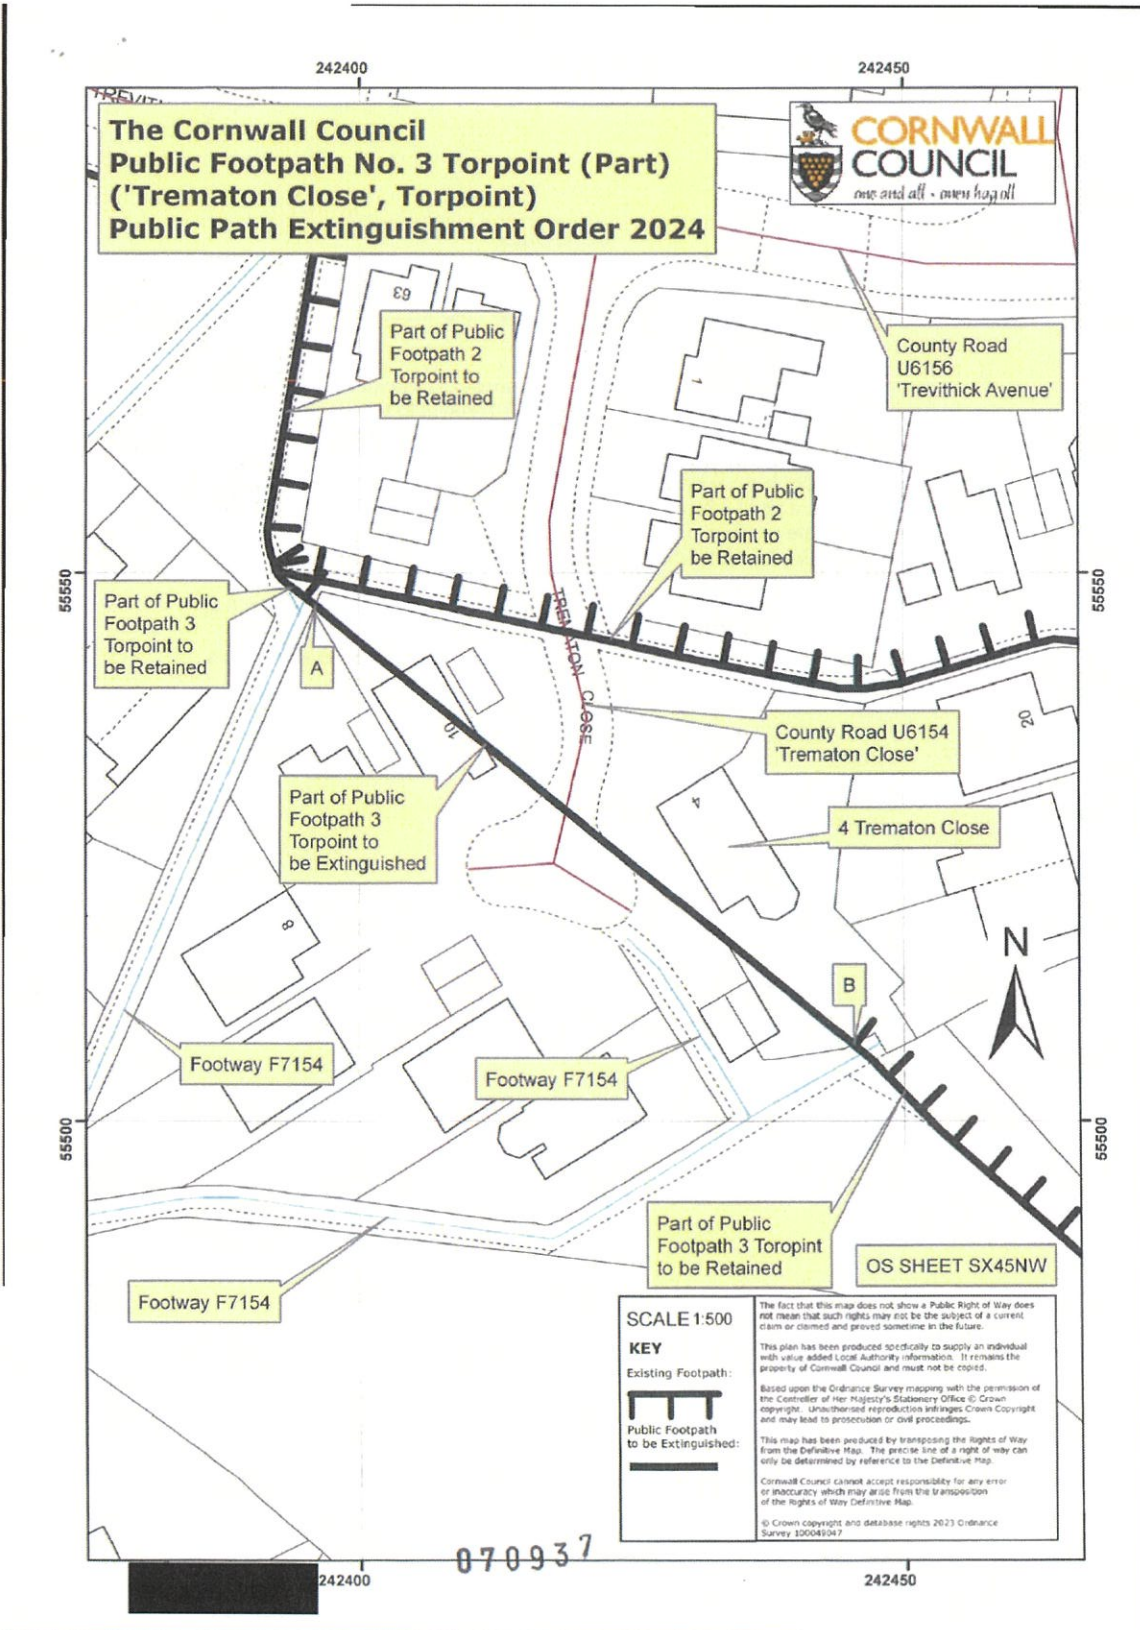 242400
242450
The Cornwall Council
Public Footpath No. 3 Torpoint (Part)
('Trematon Close', Torpoint)
Public Path Extinguishment Order 2024
CORNWALL
COUNCIL
one and all - onen hag oll
63
Part of Public
Footpath 2
Torpoint to
be Retained
County Road
U6156
'Trevithick Avenue'
1
Part of Public
Footpath 2
Torpoint to
be Retained
55550
55550
Part of Public
Footpath 3
Torpoint to
be Retained
A
TREMATON CLOSE
10
20
County Road U6154
'Trematon Close'
Part of Public
Footpath 3
Torpoint to
be Extinguished
4
4 Trematon Close
8
N
B
Footway F7154
Footway F7154
55500
55500
Part of Public
Footpath 3 Toropint
to be Retained
OS SHEET SX45NW
Footway F7154
SCALE 1:500
KEY
Existing Footpath:
Public Footpath
to be Extinguished:
The fact that this map does not show a Public Right of Way does
not mean that such rights may not be the subject of a current
claim or claimed and proved sometime in the future.
This plan has been produced specifically to supply an individual
with value added Local Authority information. It remains the
property of Cornwall Council and must not be copied.
Based upon the Ordnance Survey mapping with the permission of
the Controller of Her Majesty's Stationery Office © Crown
copyright. Unauthorised reproduction infringes Crown Copyright
and may lead to prosecution or civil proceedings.
This map has been produced by transposing the Rights of Way
from the Definitive Map. The precise line of a right of way can
only be determined by reference to the Definitive Map.
Cornwall Council cannot accept responsibility for any error
or inaccuracy which may arise from the transposition
of the Rights of Way Definitive Map.
© Crown copyright and database rights 2023 Ordnance
Survey 100049047
070937
242400
242450